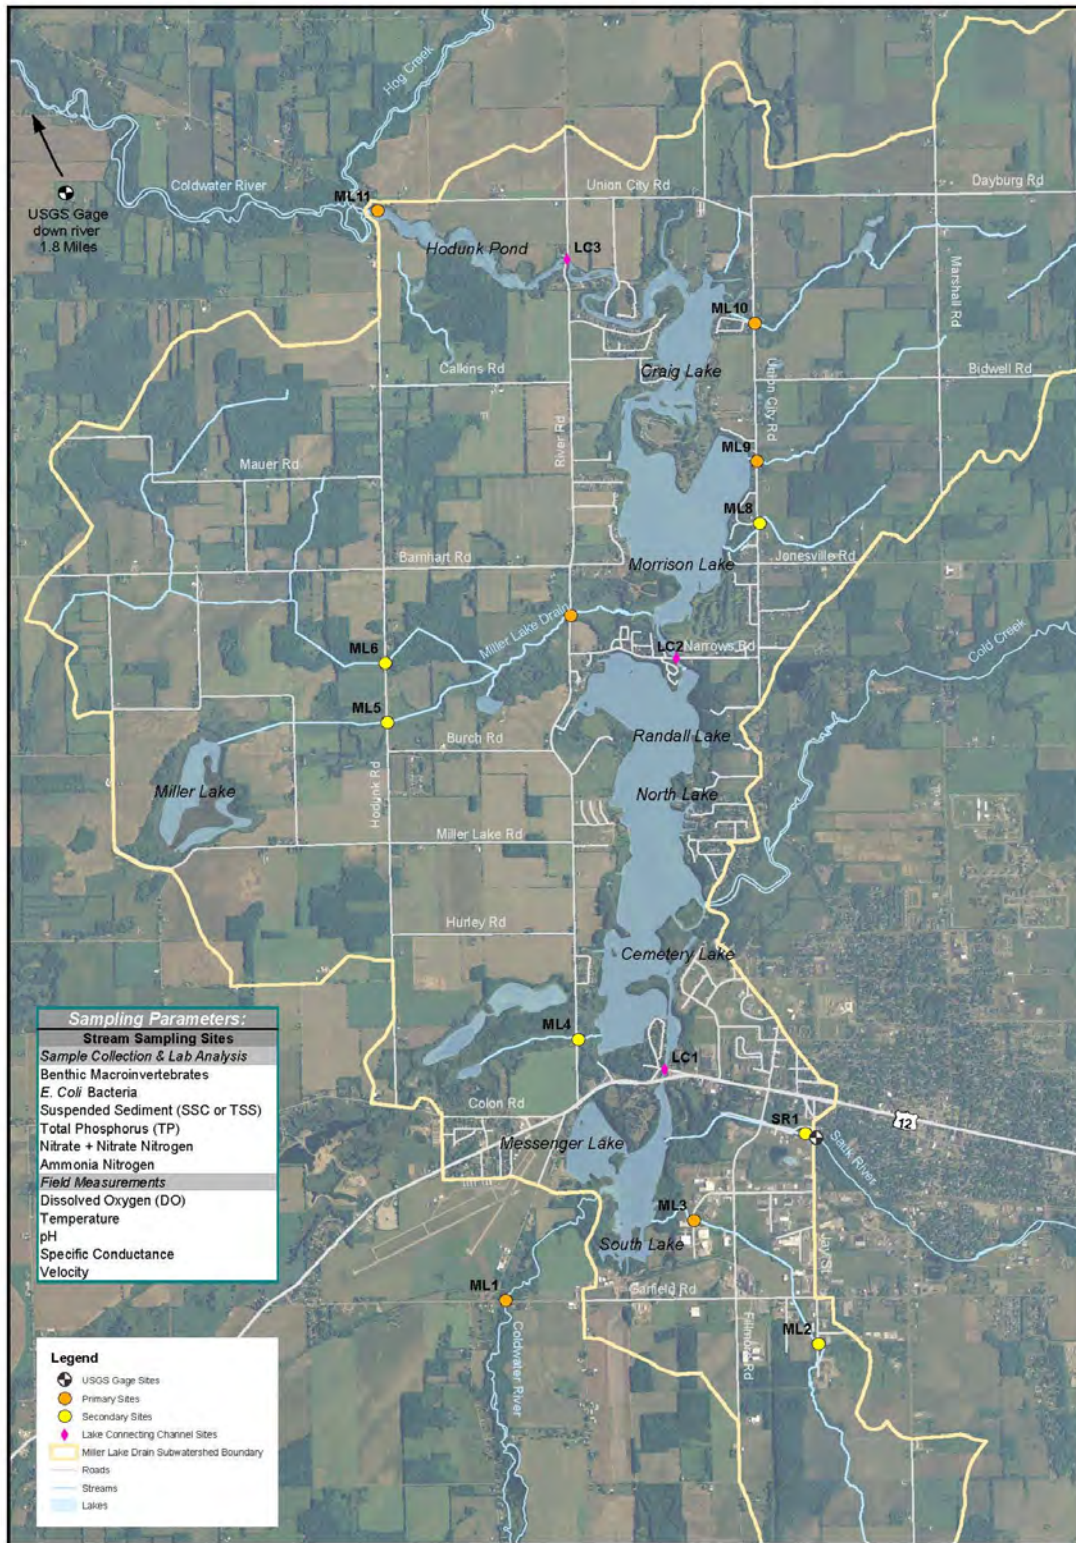 Hog Creek
Coldwater River
USGS Gage
down river
1.8 Miles
ML11
Union City Rd
Dayburg Rd
Hodunk Pond
LC3
Marshall Rd
ML10
Craig Lake
Calkins Rd
Union City Rd
Bidwell Rd
River Rd
Mauer Rd
ML9
ML8
Barnhart Rd
Jonesville Rd
Morrison Lake
Miller Lake Drain
ML6
LC2
Narrows Rd
Cold Creek
ML5
Burch Rd
Randall Lake
Miller Lake
North Lake
Hodunk Rd
Miller Lake Rd
Hurley Rd
Cemetery Lake
ML4
LC1
Colon Rd
12
Messenger Lake
SR1
Sauk River
ML3
South Lake
Jay St
ML1
Garfield Rd
ML2
Fillmore Rd
Coldwater River
Sampling Parameters:
Stream Sampling Sites
Sample Collection & Lab Analysis
Benthic Macroinvertebrates
E. Coli Bacteria
Suspended Sediment (SSC or TSS)
Total Phosphorus (TP)
Nitrate + Nitrate Nitrogen
Ammonia Nitrogen
Field Measurements
Dissolved Oxygen (DO)
Temperature
pH
Specific Conductance
Velocity
Legend
USGS Gage Sites
Primary Sites
Secondary Sites
Lake Connecting Channel Sites
Miller Lake Drain Subwatershed Boundary
Roads
Streams
Lakes